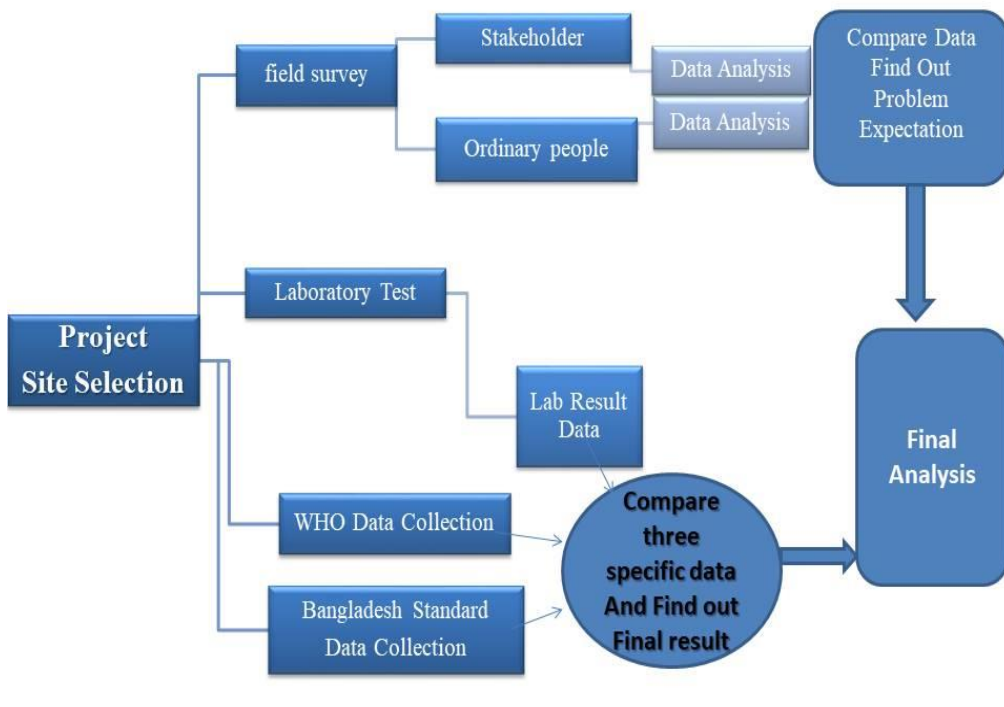 Stakeholder
field survey
Data Analysis
Data Analysis
Ordinary people
Compare Data
Find Out
Problem
Expectation
Laboratory Test
Project
Site Selection
Lab Result
Data
WHO Data Collection
Bangladesh Standard
Data Collection
Compare
three
specific data
And Find out
Final result
Final
Analysis